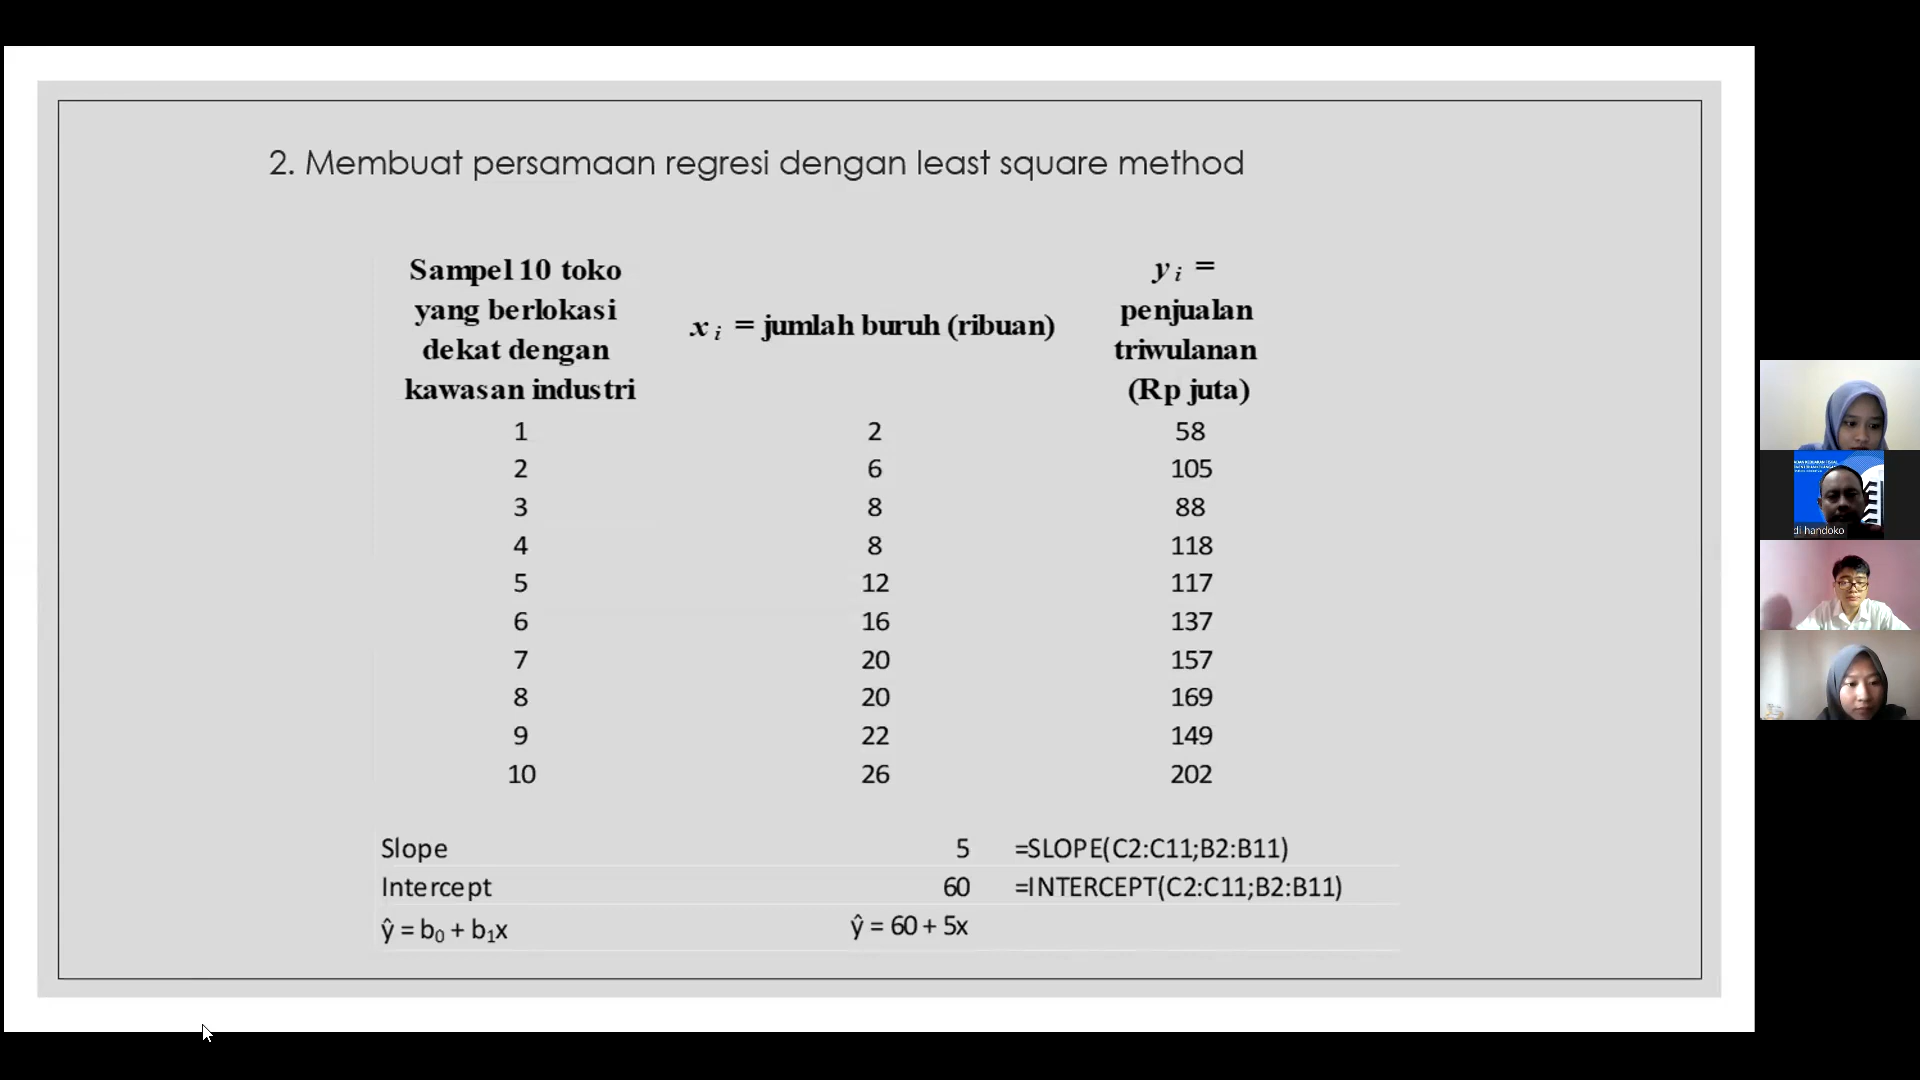 2. Membuat persamaan regresi dengan least square method
Sampel 10 toko
yang berlokasi
dekat dengan
kawasan industri
x i = jumlah buruh (ribuan)
y i =
penjualan
triwulanan
(Rp juta)
1 2 58
2 6 105
3 8 88
4 8 118
5 12 117
6 16 137
7 20 157
8 20 169
9 22 149
10 26 202
Slope 5 =SLOPE(C2:C11;B2:B11)
Intercept 60 =INTERCEPT(C2:C11;B2:B11)
ŷ = b₀ + b₁x ŷ = 60 + 5x
di handoko